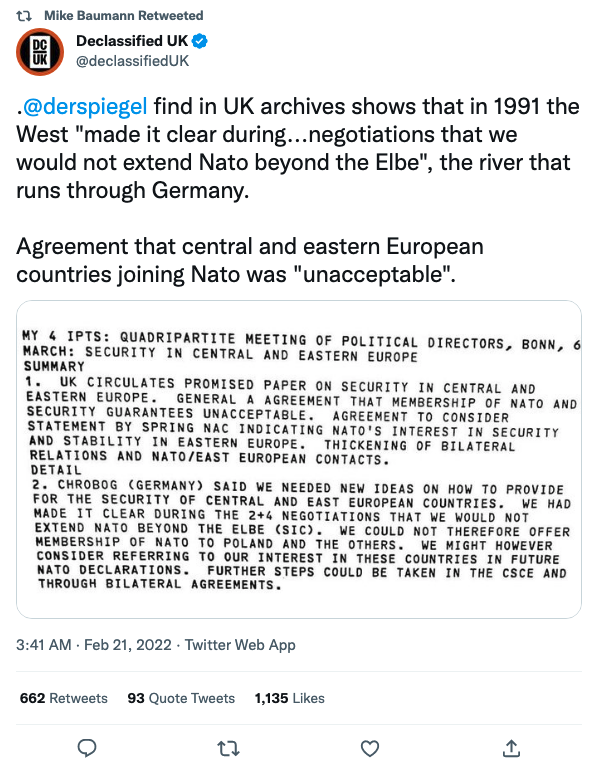 Mike Baumann Retweeted
DC
UK
Declassified UK
@declassifiedUK
.@derspiegel find in UK archives shows that in 1991 the
West "made it clear during...negotiations that we
would not extend Nato beyond the Elbe", the river that
runs through Germany.
Agreement that central and eastern European
countries joining Nato was "unacceptable".
MY 4 IPTS: QUADRIPARTITE MEETING OF POLITICAL DIRECTORS, BONN, 6
MARCH: SECURITY IN CENTRAL AND EASTERN EUROPE
SUMMARY
1. UK CIRCULATES PROMISED PAPER ON SECURITY IN CENTRAL AND
EASTERN EUROPE. GENERAL A AGREEMENT THAT MEMBERSHIP OF NATO AND
SECURITY GUARANTEES UNACCEPTABLE. AGREEMENT TO CONSIDER
STATEMENT BY SPRING NAC INDICATING NATO'S INTEREST IN SECURITY
AND STABILITY IN EASTERN EUROPE. THICKENING OF BILATERAL
RELATIONS AND NATO/EAST EUROPEAN CONTACTS.
DETAIL
2. CHROBOG (GERMANY) SAID WE NEEDED NEW IDEAS ON HOW TO PROVIDE
FOR THE SECURITY OF CENTRAL AND EAST EUROPEAN COUNTRIES. WE HAD
MADE IT CLEAR DURING THE 2+4 NEGOTIATIONS THAT WE WOULD NOT
EXTEND NATO BEYOND THE ELBE (SIC). WE COULD NOT THEREFORE OFFER
MEMBERSHIP OF NATO TO POLAND AND THE OTHERS. WE MIGHT HOWEVER
CONSIDER REFERRING TO OUR INTEREST IN THESE COUNTRIES IN FUTURE
NATO DECLARATIONS. FURTHER STEPS COULD BE TAKEN IN THE CSCE AND
THROUGH BILATERAL AGREEMENTS.
3:41 AM · Feb 21, 2022 · Twitter Web App
662 Retweets 93 Quote Tweets 1,135 Likes